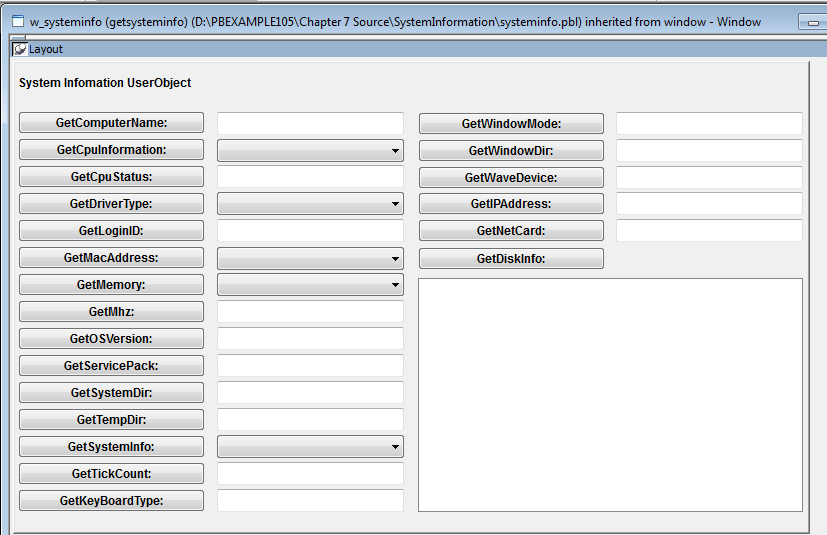 w_systeminfo (getsysteminfo) (D:\PBEXAMPLE105\Chapter 7 Source\SystemInformation\systeminfo.pbl) inherited from window - Window
Layout
System Infomation UserObject
GetComputerName:
GetCpuInformation:
GetCpuStatus:
GetDriverType:
GetLoginID:
GetMacAddress:
GetMemory:
GetMhz:
GetOSVersion:
GetServicePack:
GetSystemDir:
GetTempDir:
GetSystemInfo:
GetTickCount:
GetKeyBoardType:
GetWindowMode:
GetWindowDir:
GetWaveDevice:
GetIPAddress:
GetNetCard:
GetDiskInfo: